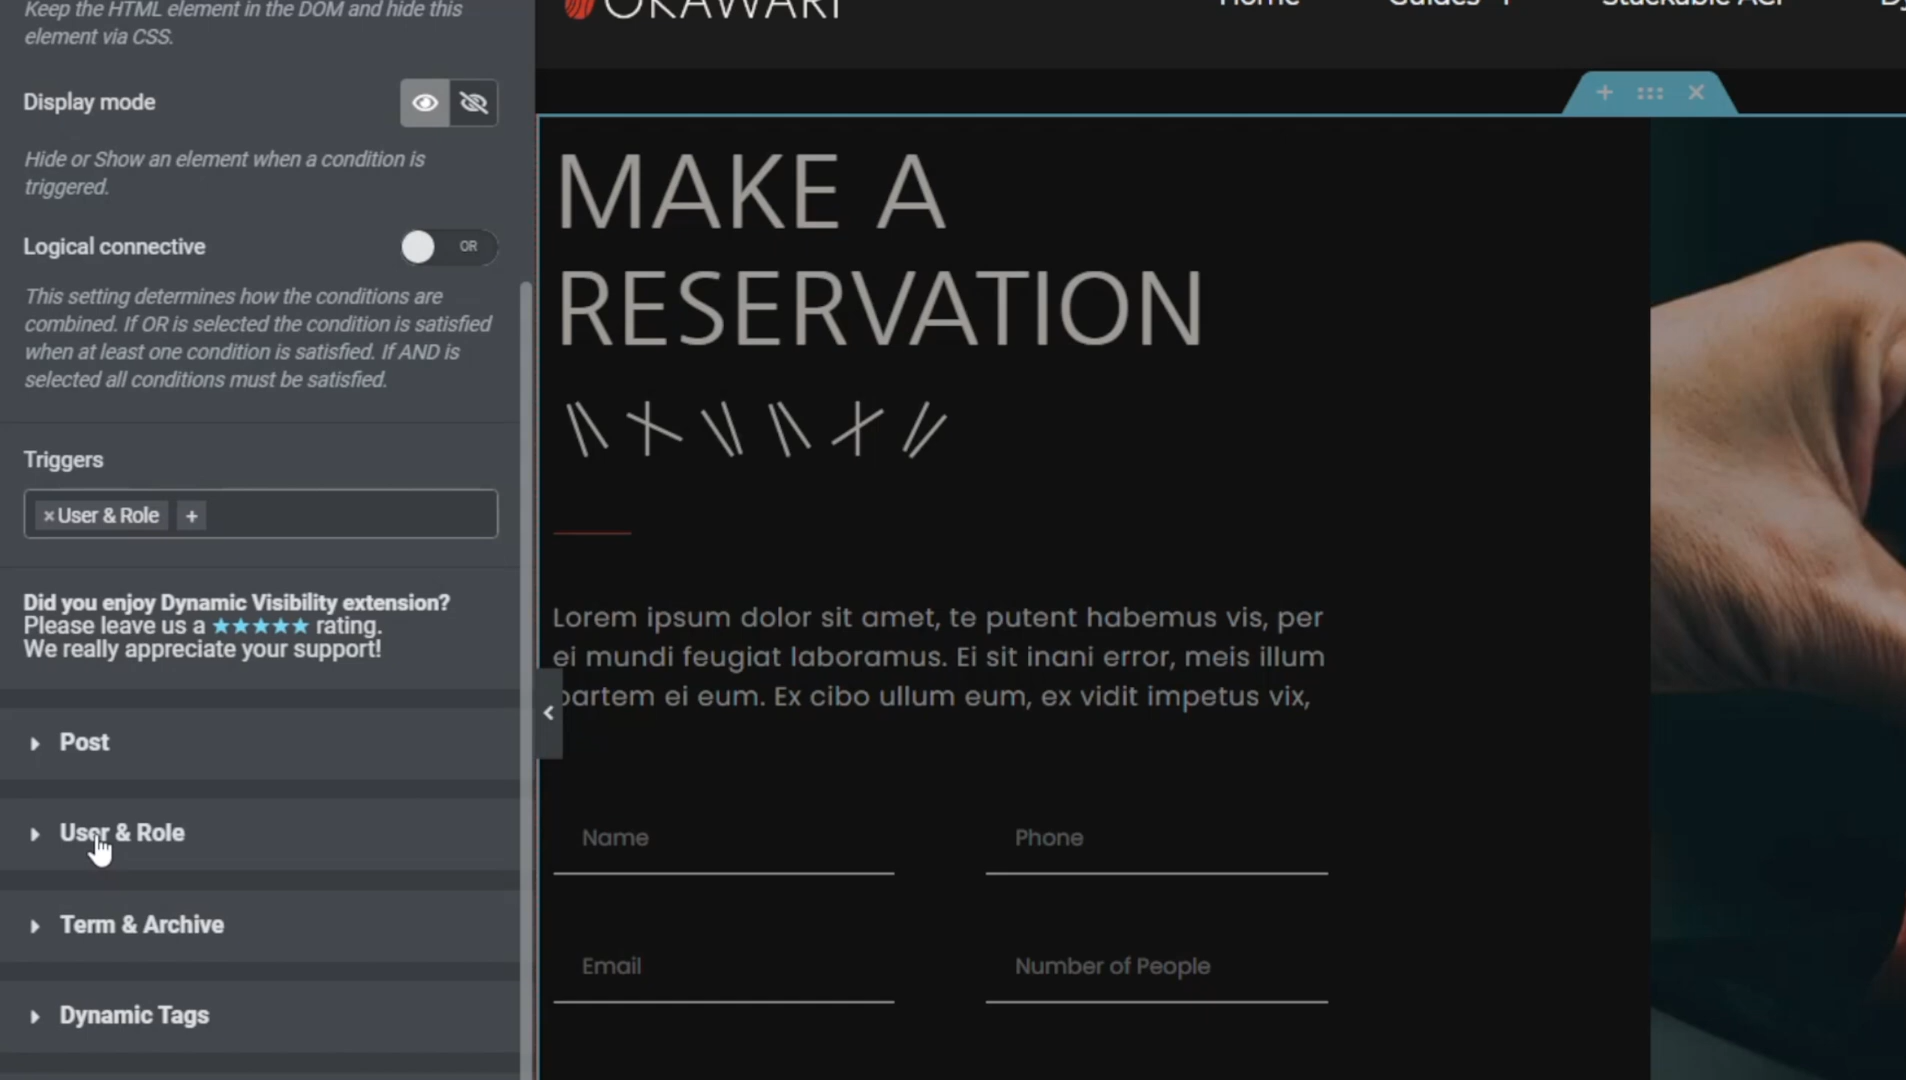 Keep the HTML element in the DOM and hide this
element via CSS.
Display mode
Hide or Show an element when a condition is
triggered.
Logical connective
OR
This setting determines how the conditions are
combined. If OR is selected the condition is satisfied
when at least one condition is satisfied. If AND is
selected all conditions must be satisfied.
Triggers
× User & Role +
Did you enjoy Dynamic Visibility extension?
Please leave us a ★★★★★ rating.
We really appreciate your support!
Post
User & Role
Term & Archive
Dynamic Tags
OKAWARI
Home
Guides +
Stackable ACF
MAKE A
RESERVATION
Lorem ipsum dolor sit amet, te putent habemus vis, per
ei mundi feugiat laboramus. Ei sit inani error, meis illum
partem ei eum. Ex cibo ullum eum, ex vidit impetus vix,
Name
Phone
Email
Number of People